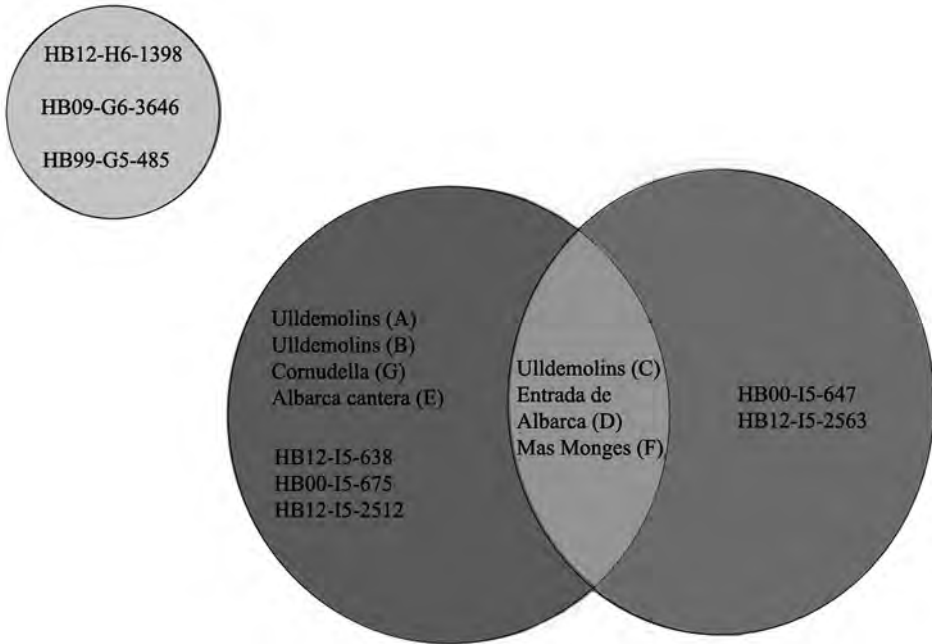 HB12-H6-1398
HB09-G6-3646
HB99-G5-485
Ulldemolins (A)
Ulldemolins (B)
Cornudella (G)
Albarca cantera (E)
HB12-I5-638
HB00-I5-675
HB12-I5-2512
Ulldemolins (C)
Entrada de
Albarca (D)
Mas Monges (F)
HB00-I5-647
HB12-I5-2563